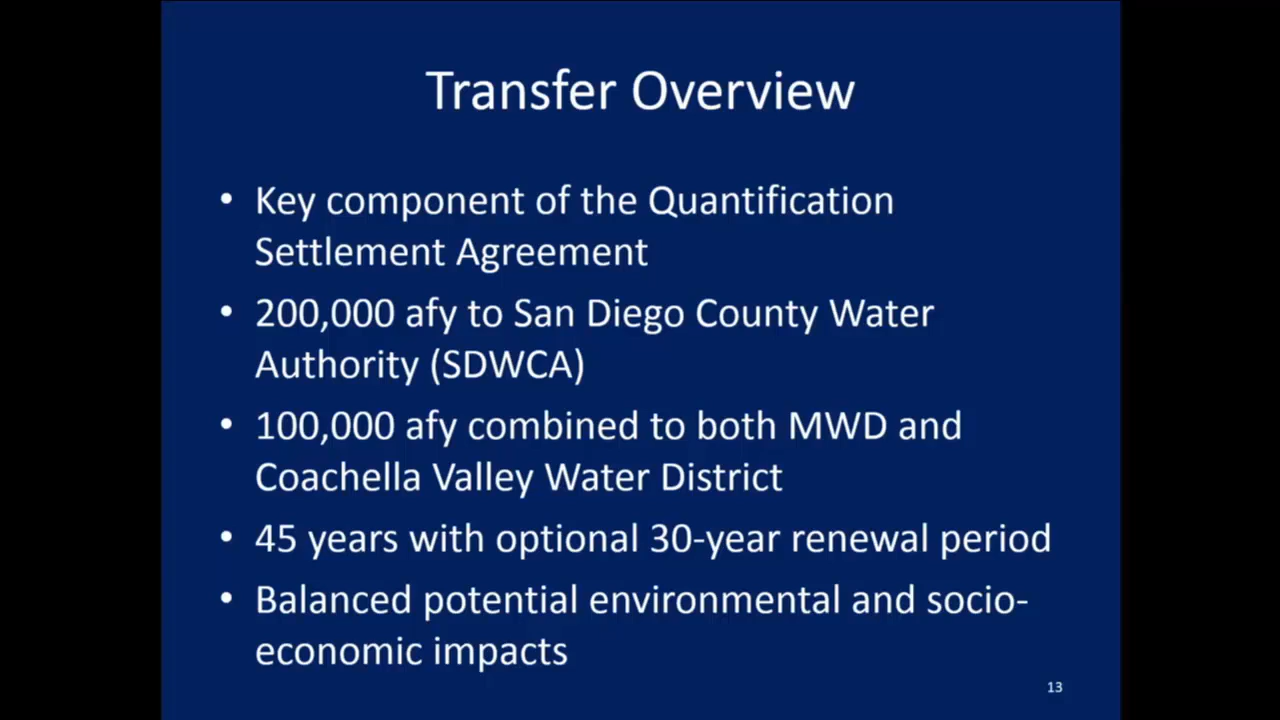 Transfer Overview
• Key component of the Quantification
Settlement Agreement
• 200,000 afy to San Diego County Water
Authority (SDWCA)
• 100,000 afy combined to both MWD and
Coachella Valley Water District
• 45 years with optional 30-year renewal period
• Balanced potential environmental and socio-
economic impacts
13